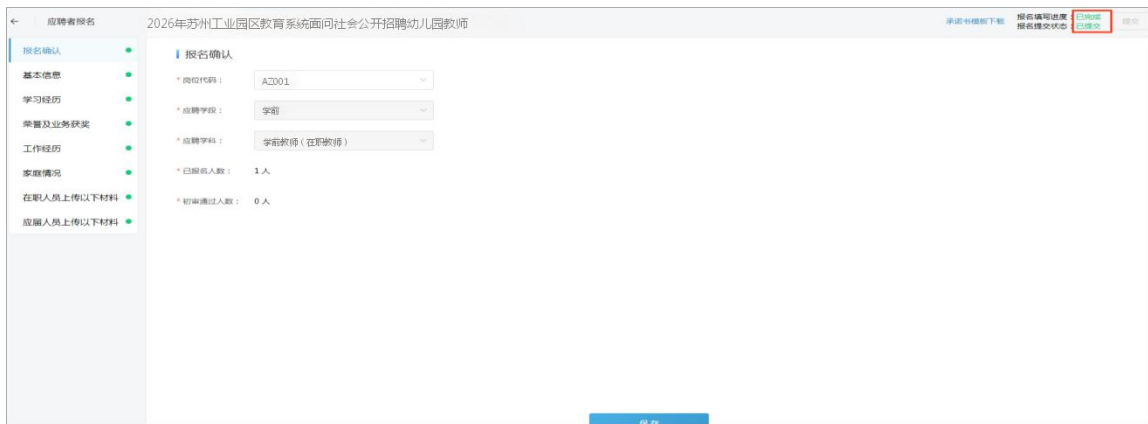 ← 应聘者报名
2026年苏州工业园区教育系统面向社会公开招聘幼儿园教师
承诺书模板下载
报名填写进度：已完成
报名提交状态：已提交
提交
报名确认
基本信息
学习经历
荣誉及业务获奖
工作经历
家庭情况
在职人员上传以下材料
应届人员上传以下材料
报名确认
* 岗位代码： AZ001
* 应聘学段： 学前
* 应聘学科： 学前教师（在职教师）
* 已报名人数： 1 人
* 初审通过人数： 0 人
保存